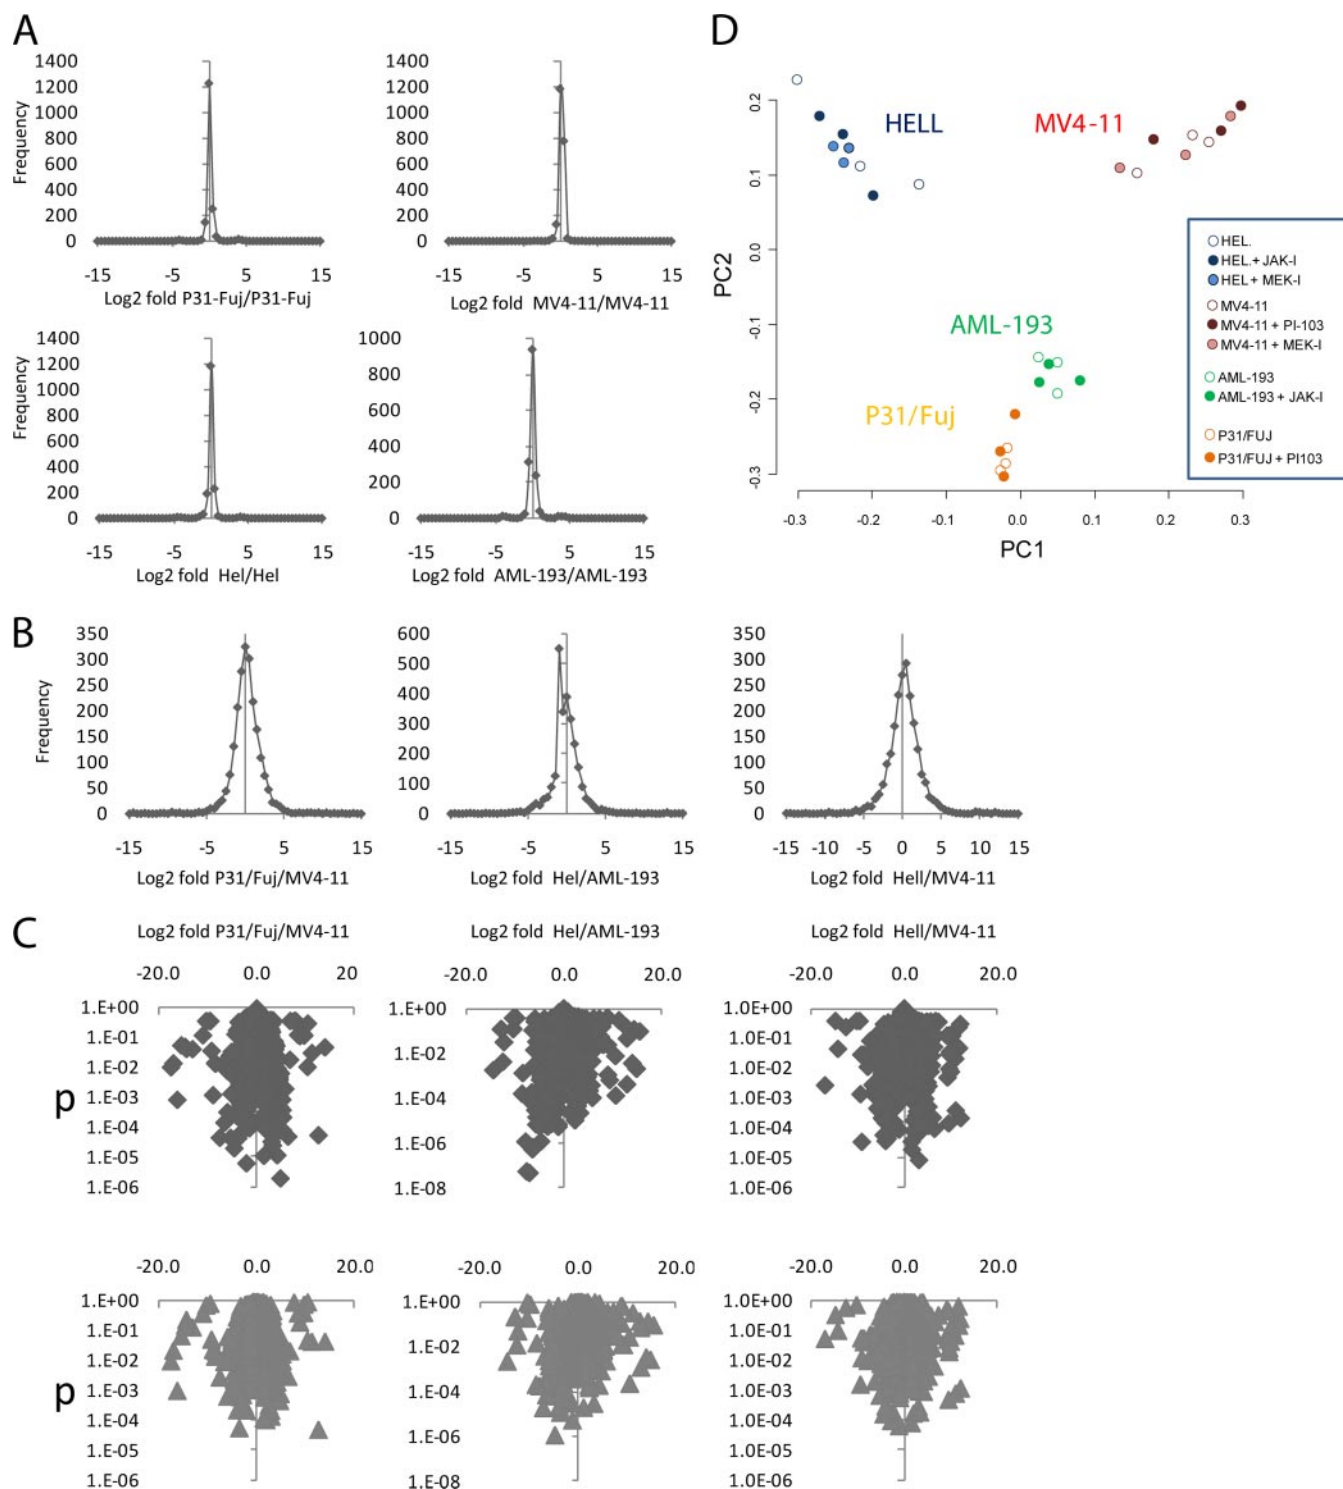 A
1400
1200
1000
800
600
400
200
0
-15
-5
5
15
Frequency
Log2 fold P31-Fuj/P31-Fuj
1400
1200
1000
800
600
400
200
0
-15
-5
5
15
Log2 fold MV4-11/MV4-11
1400
1200
1000
800
600
400
200
0
-15
-5
5
15
Log2 fold Hel/Hel
1000
800
600
400
200
0
-15
-5
5
15
Log2 fold AML-193/AML-193
D
0.2
0.1
0.0
-0.1
-0.2
-0.3
PC2
-0.3
-0.2
-0.1
0.0
0.1
0.2
0.3
PC1
HELL
MV4-11
AML-193
P31/Fuj
HEL.
HEL. + JAK-I
HEL + MEK-I
MV4-11
MV4-11 + PI-103
MV4-11 + MEK-I
AML-193
AML-193 + JAK-I
P31/FUJ
P31/FUJ + PI103
B
350
300
250
200
150
100
50
0
Frequency
-15
-5
5
15
Log2 fold P31/Fuj/MV4-11
600
500
400
300
200
100
0
-15
-5
5
15
Log2 fold Hel/AML-193
350
300
250
200
150
100
50
0
-15 -10 -5 0 5 10 15
Log2 fold Hell/MV4-11
C
Log2 fold P31/Fuj/MV4-11
-20.0 0.0 20
1.E+00
1.E-01
1.E-02
1.E-03
1.E-04
1.E-05
1.E-06
p
Log2 fold Hel/AML-193
-20.0 0.0 20.0
1.E+00
1.E-02
1.E-04
1.E-06
1.E-08
Log2 fold Hell/MV4-11
-20.0 0.0 20.0
1.0E+00
1.0E-01
1.0E-02
1.0E-03
1.0E-04
1.0E-05
1.0E-06
-20.0 0.0 20.0
1.E+00
1.E-01
1.E-02
1.E-03
1.E-04
1.E-05
1.E-06
p
-20.0 0.0 20.0
1.E+00
1.E-02
1.E-04
1.E-06
1.E-08
-20.0 0.0 20.0
1.0E+00
1.0E-01
1.0E-02
1.0E-03
1.0E-04
1.0E-05
1.0E-06